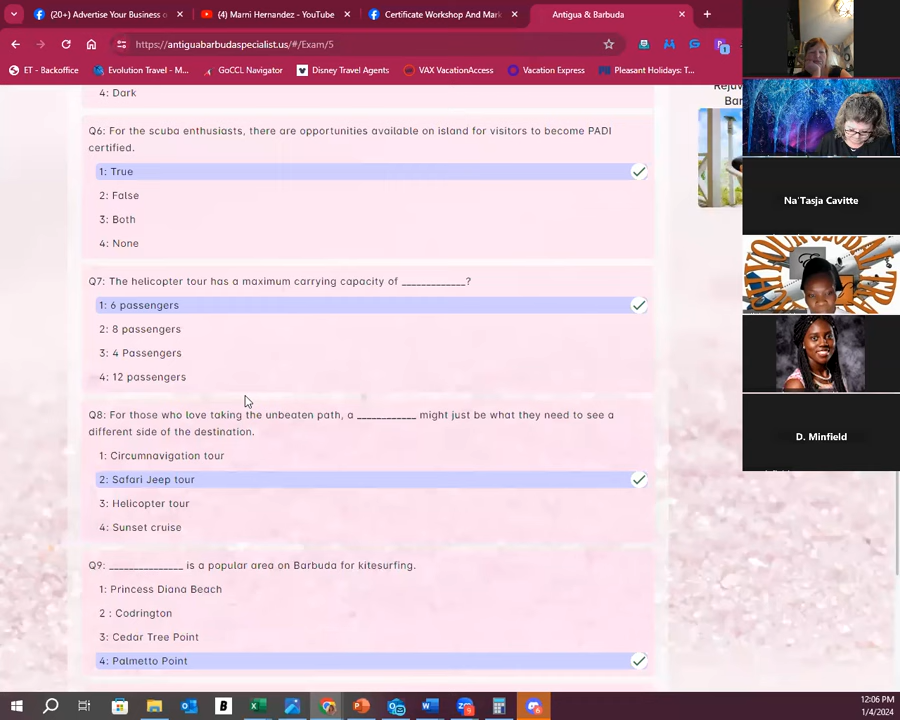 (20+) Advertise Your Business o
(4) Marni Hernandez - YouTube
Certificate Workshop And Mark
Antigua & Barbuda
https://antiguabarbudaspecialist.us/#/Exam/5
ET - Backoffice
Evolution Travel - M...
GoCCL Navigator
Disney Travel Agents
VAX VacationAccess
Vacation Express
Pleasant Holidays: T...
4: Dark
Q6: For the scuba enthusiasts, there are opportunities available on island for visitors to become PADI
certified.
1: True
2: False
3: Both
4: None
Q7: The helicopter tour has a maximum carrying capacity of ____________?
1: 6 passengers
2: 8 passengers
3: 4 Passengers
4: 12 passengers
Q8: For those who love taking the unbeaten path, a ___________ might just be what they need to see a
different side of the destination.
1: Circumnavigation tour
2: Safari Jeep tour
3: Helicopter tour
4: Sunset cruise
Q9: ______________ is a popular area on Barbuda for kitesurfing.
1: Princess Diana Beach
2 : Codrington
3: Cedar Tree Point
4: Palmetto Point
Na'Tasja Cavitte
D. Minfield
12:06 PM
1/4/2024